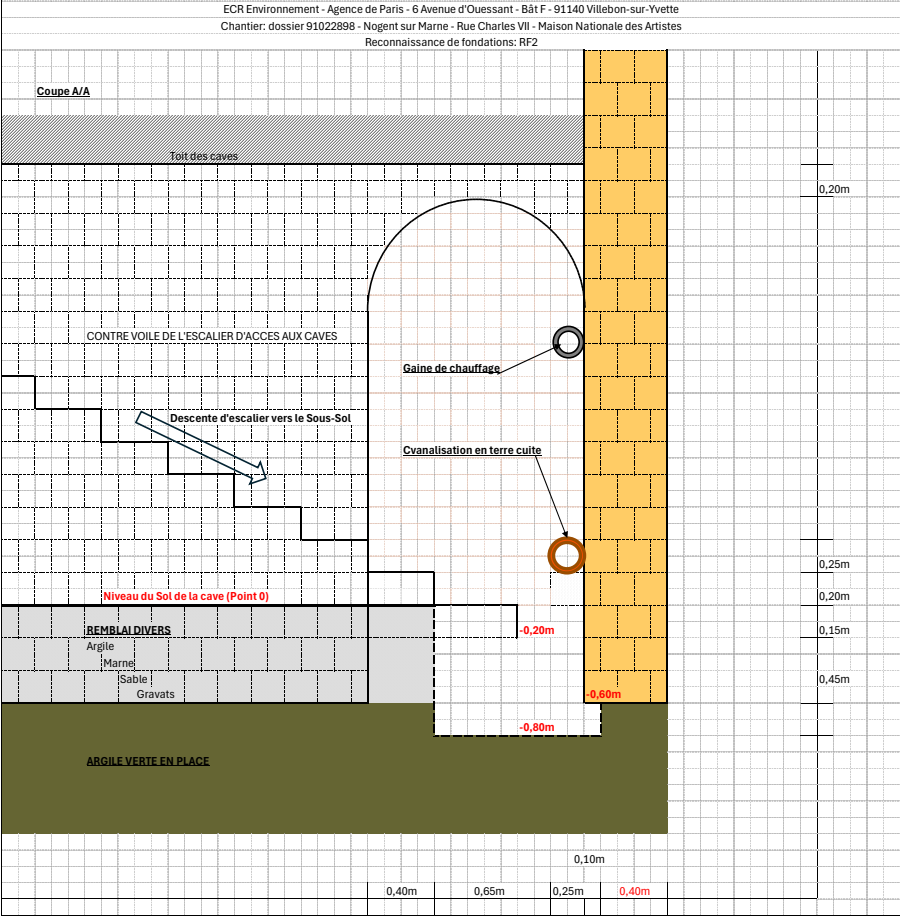 ECR Environnement - Agence de Paris - 6 Avenue d'Ouessant - Bât F - 91140 Villebon-sur-Yvette
Chantier: dossier 91022898 - Nogent sur Marne - Rue Charles VII - Maison Nationale des Artistes
Reconnaissance de fondations: RF2
Coupe A/A
Toit des caves
0,20m
CONTRE VOILE DE L'ESCALIER D'ACCES AUX CAVES
Gaine de chauffage
Descente d'escalier vers le Sous-Sol
Cvanalisation en terre cuite
0,25m
Niveau du Sol de la cave (Point 0)
0,20m
REMBLAI DIVERS
-0,20m
0,15m
Argile
Marne
Sable
0,45m
Gravats
-0,60m
-0,80m
ARGILE VERTE EN PLACE
0,10m
0,40m
0,65m
0,25m
0,40m